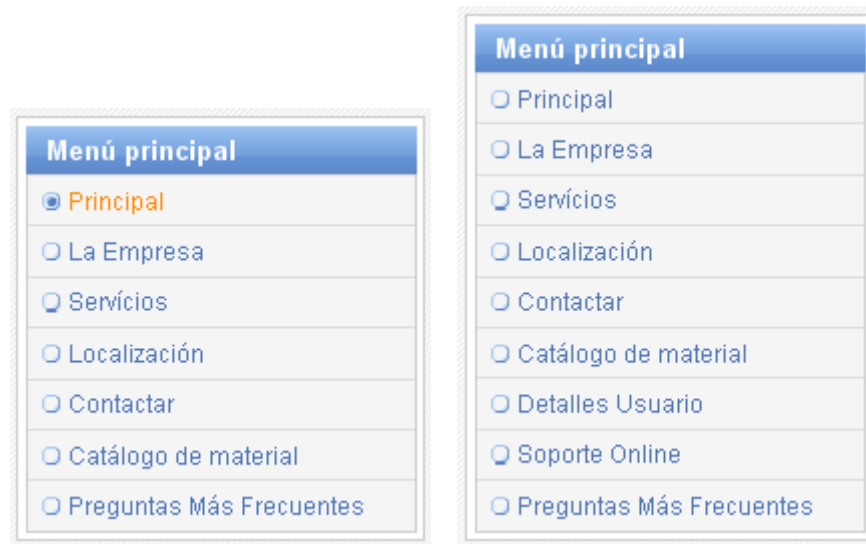 Menú principal
Principal
La Empresa
Servícios
Localización
Contactar
Catálogo de material
Preguntas Más Frecuentes
Menú principal
Principal
La Empresa
Servícios
Localización
Contactar
Catálogo de material
Detalles Usuario
Soporte Online
Preguntas Más Frecuentes